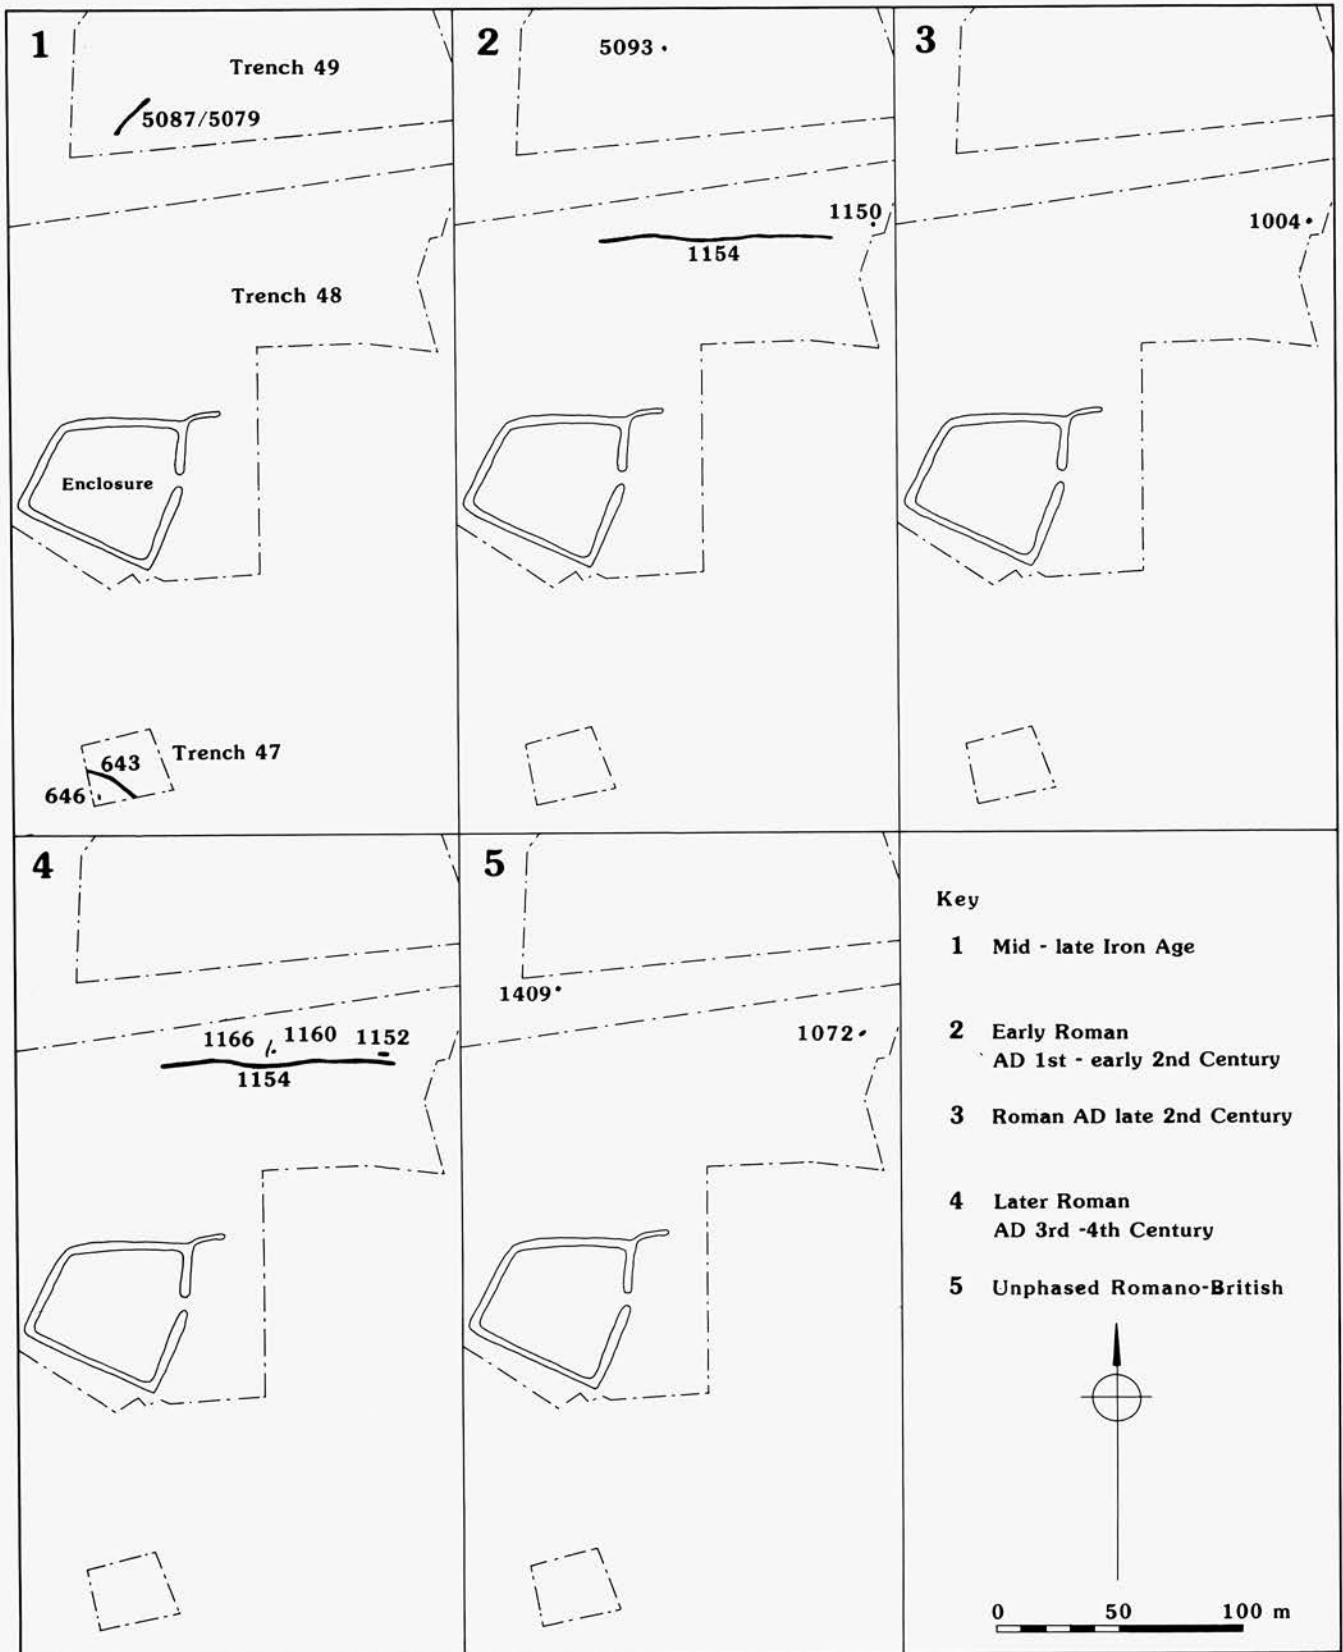 1
Trench 49
5087/5079
Trench 48
Enclosure
Trench 47
643
646
2
5093
1150
1154
3
1004
4
1166 1160 1152
1154
5
1409
1072
Key
1 Mid - late Iron Age
2 Early Roman
AD 1st - early 2nd Century
3 Roman AD late 2nd Century
4 Later Roman
AD 3rd -4th Century
5 Unphased Romano-British
0 50 100 m